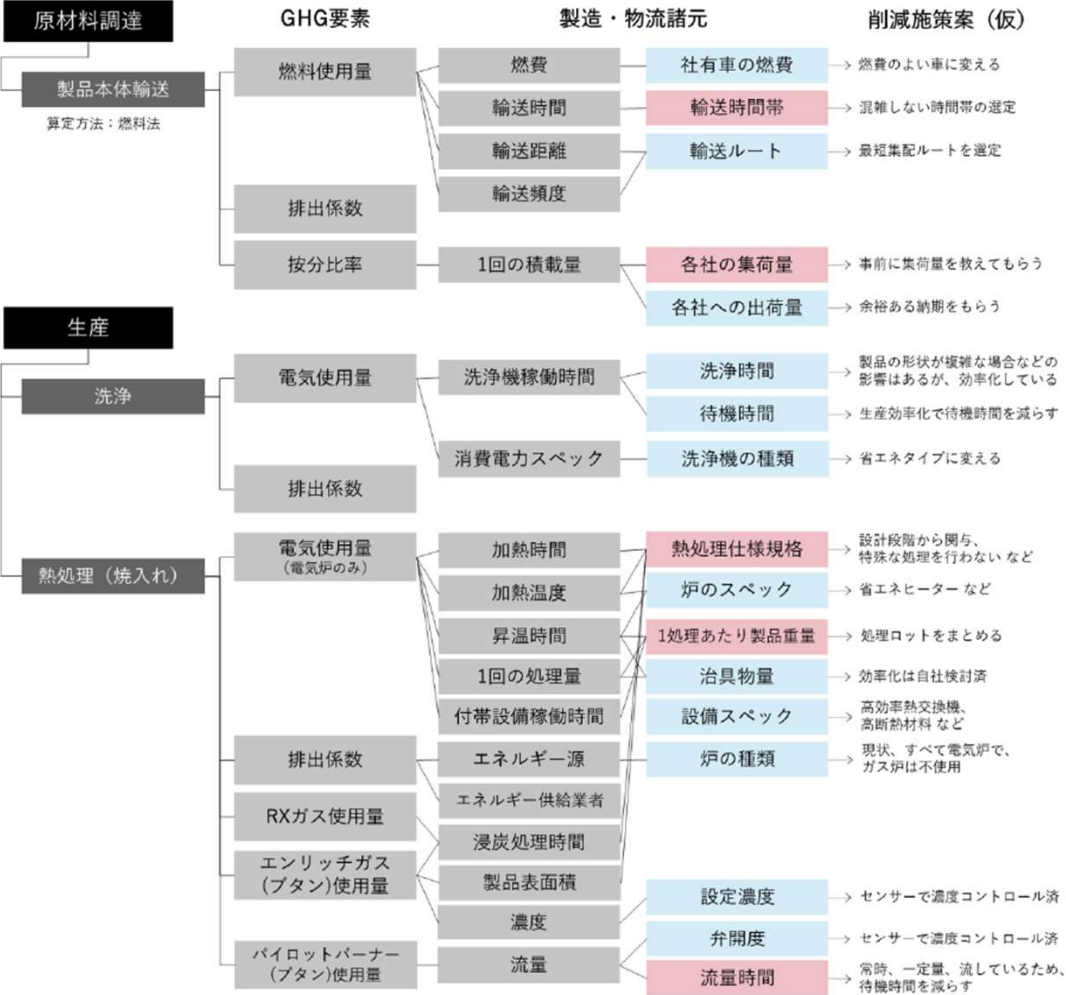 原材料調達
GHG要素
製造・物流諸元
削減施策案（仮）
製品本体輸送
算定方法：燃料法
燃料使用量
燃費
社有車の燃費
→ 燃費のよい車に変える
輸送時間
輸送時間帯
→ 混雑しない時間帯の選定
輸送距離
輸送ルート
→ 最短集配ルートを選定
輸送頻度
排出係数
按分比率
1回の積載量
各社の集荷量
→ 事前に集荷量を教えてもらう
各社への出荷量
→ 余裕ある納期をもらう
生産
洗浄
電気使用量
洗浄機稼働時間
洗浄時間
→ 製品の形状が複雑な場合などの
影響はあるが、効率化している
待機時間
→ 生産効率化で待機時間を減らす
消費電力スペック
洗浄機の種類
→ 省エネタイプに変える
排出係数
熱処理（焼入れ）
電気使用量
（電気炉のみ）
加熱時間
熱処理仕様規格
→ 設計段階から関与、
特殊な処理を行わない など
加熱温度
炉のスペック
→ 省エネヒーター など
昇温時間
1処理あたり製品重量
→ 処理ロットをまとめる
1回の処理量
治具物量
→ 効率化は自社検討済
付帯設備稼働時間
設備スペック
→ 高効率熱交換機、
高断熱材料 など
排出係数
エネルギー源
炉の種類
→ 現状、すべて電気炉で、
ガス炉は不使用
エネルギー供給業者
RXガス使用量
浸炭処理時間
エンリッチガス
(ブタン)使用量
製品表面積
設定濃度
→ センサーで濃度コントロール済
濃度
弁開度
→ センサーで濃度コントロール済
パイロットバーナー
(ブタン)使用量
流量
流量時間
→ 常時、一定量、流しているため、
待機時間を減らす